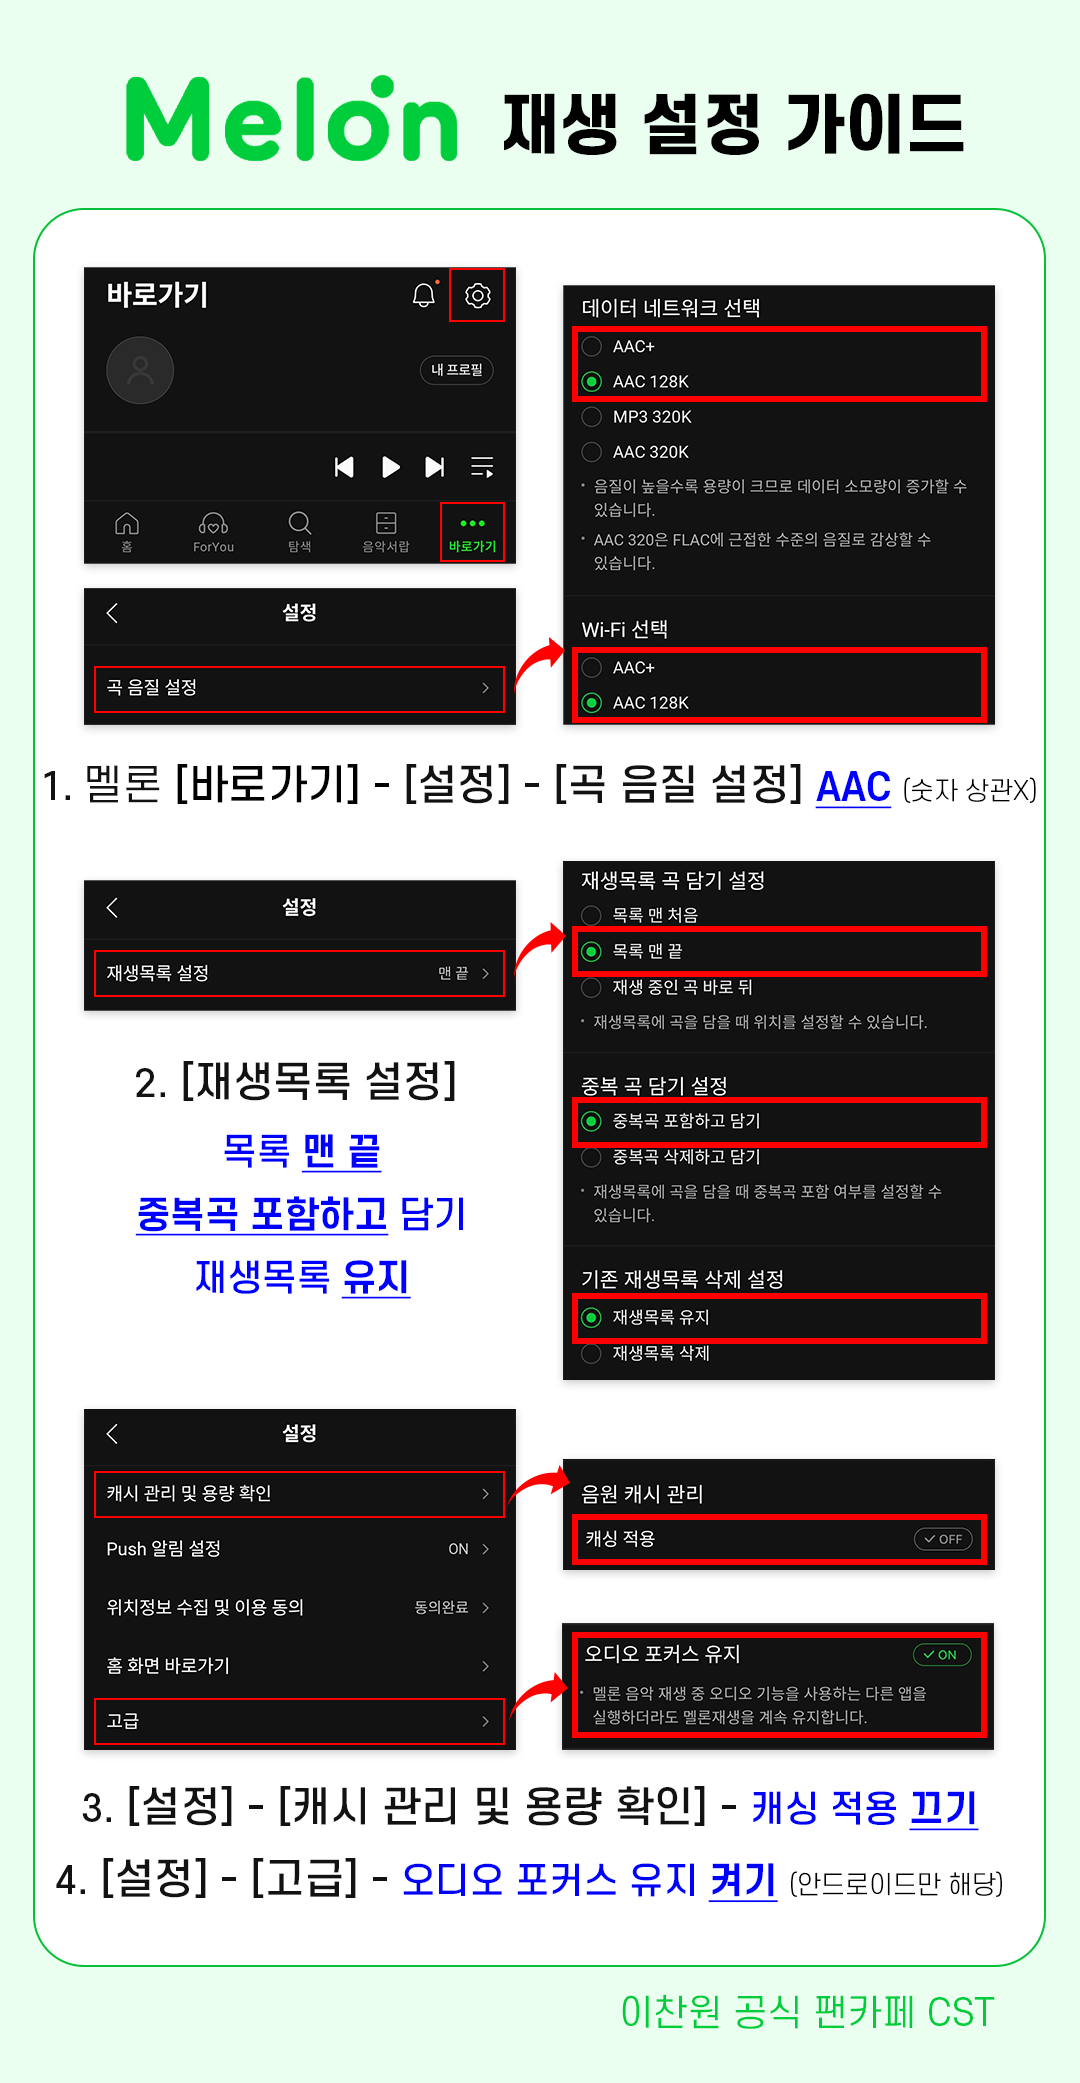 Melon 재생 설정 가이드
바로가기
내 프로필
홈
ForYou
탐색
음악서랍
바로가기
설정
곡 음질 설정
데이터 네트워크 선택
AAC+
AAC 128K
MP3 320K
AAC 320K
• 음질이 높을수록 용량이 크므로 데이터 소모량이 증가할 수
있습니다.
• AAC 320은 FLAC에 근접한 수준의 음질로 감상할 수
있습니다.
Wi-Fi 선택
AAC+
AAC 128K
1. 멜론 [바로가기] - [설정] - [곡 음질 설정] AAC (숫자 상관X)
설정
재생목록 설정 맨 끝
2. [재생목록 설정]
목록 맨 끝
중복곡 포함하고 담기
재생목록 유지
재생목록 곡 담기 설정
목록 맨 처음
목록 맨 끝
재생 중인 곡 바로 뒤
• 재생목록에 곡을 담을 때 위치를 설정할 수 있습니다.
중복 곡 담기 설정
중복곡 포함하고 담기
중복곡 삭제하고 담기
• 재생목록에 곡을 담을 때 중복곡 포함 여부를 설정할 수
있습니다.
기존 재생목록 삭제 설정
재생목록 유지
재생목록 삭제
설정
캐시 관리 및 용량 확인
Push 알림 설정 ON
위치정보 수집 및 이용 동의 동의완료
홈 화면 바로가기
고급
음원 캐시 관리
캐싱 적용 OFF
오디오 포커스 유지 ON
• 멜론 음악 재생 중 오디오 기능을 사용하는 다른 앱을
실행하더라도 멜론재생을 계속 유지합니다.
3. [설정] - [캐시 관리 및 용량 확인] - 캐싱 적용 끄기
4. [설정] - [고급] - 오디오 포커스 유지 켜기 (안드로이드만 해당)
이찬원 공식 팬카페 CST